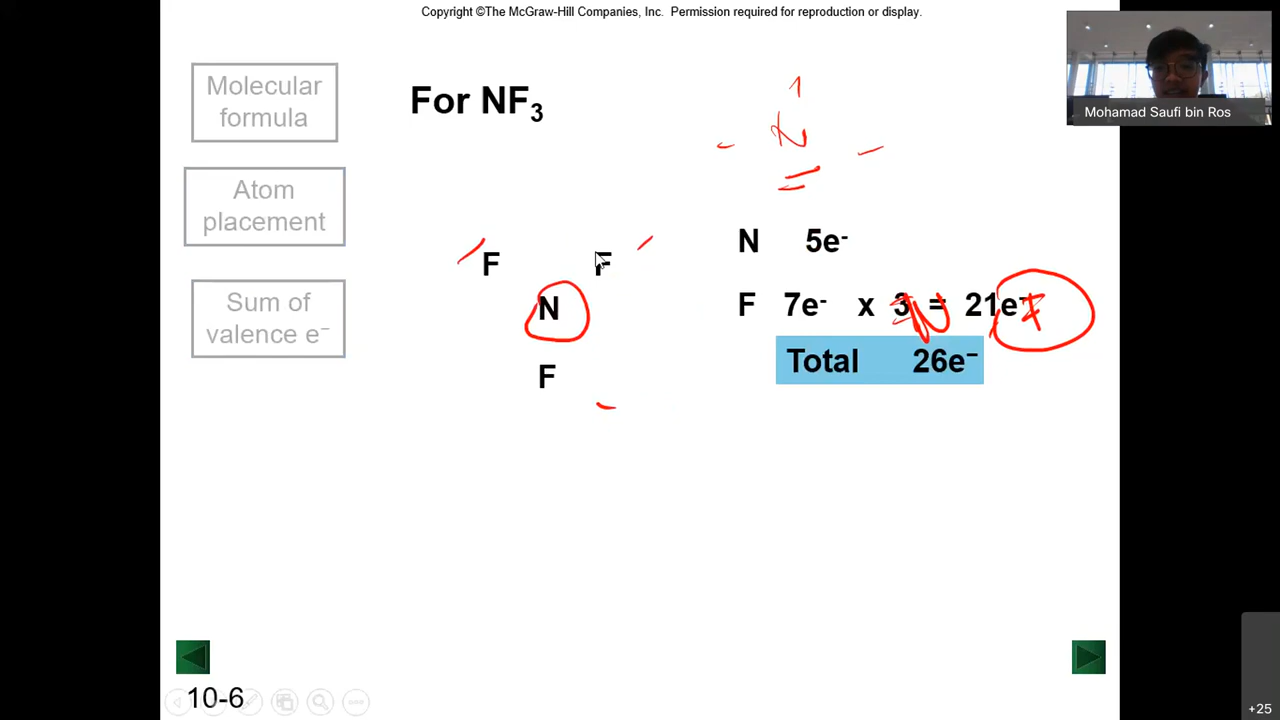 Copyright ©The McGraw-Hill Companies, Inc. Permission required for reproduction or display.
Mohamad Saufi bin Ros
Molecular
formula
For NF3
N
Atom
placement
N 5e-
F F
N
F 7e- x 3 = 21e-
N F
Sum of
valence e−
Total 26e−
F
10-6
+25